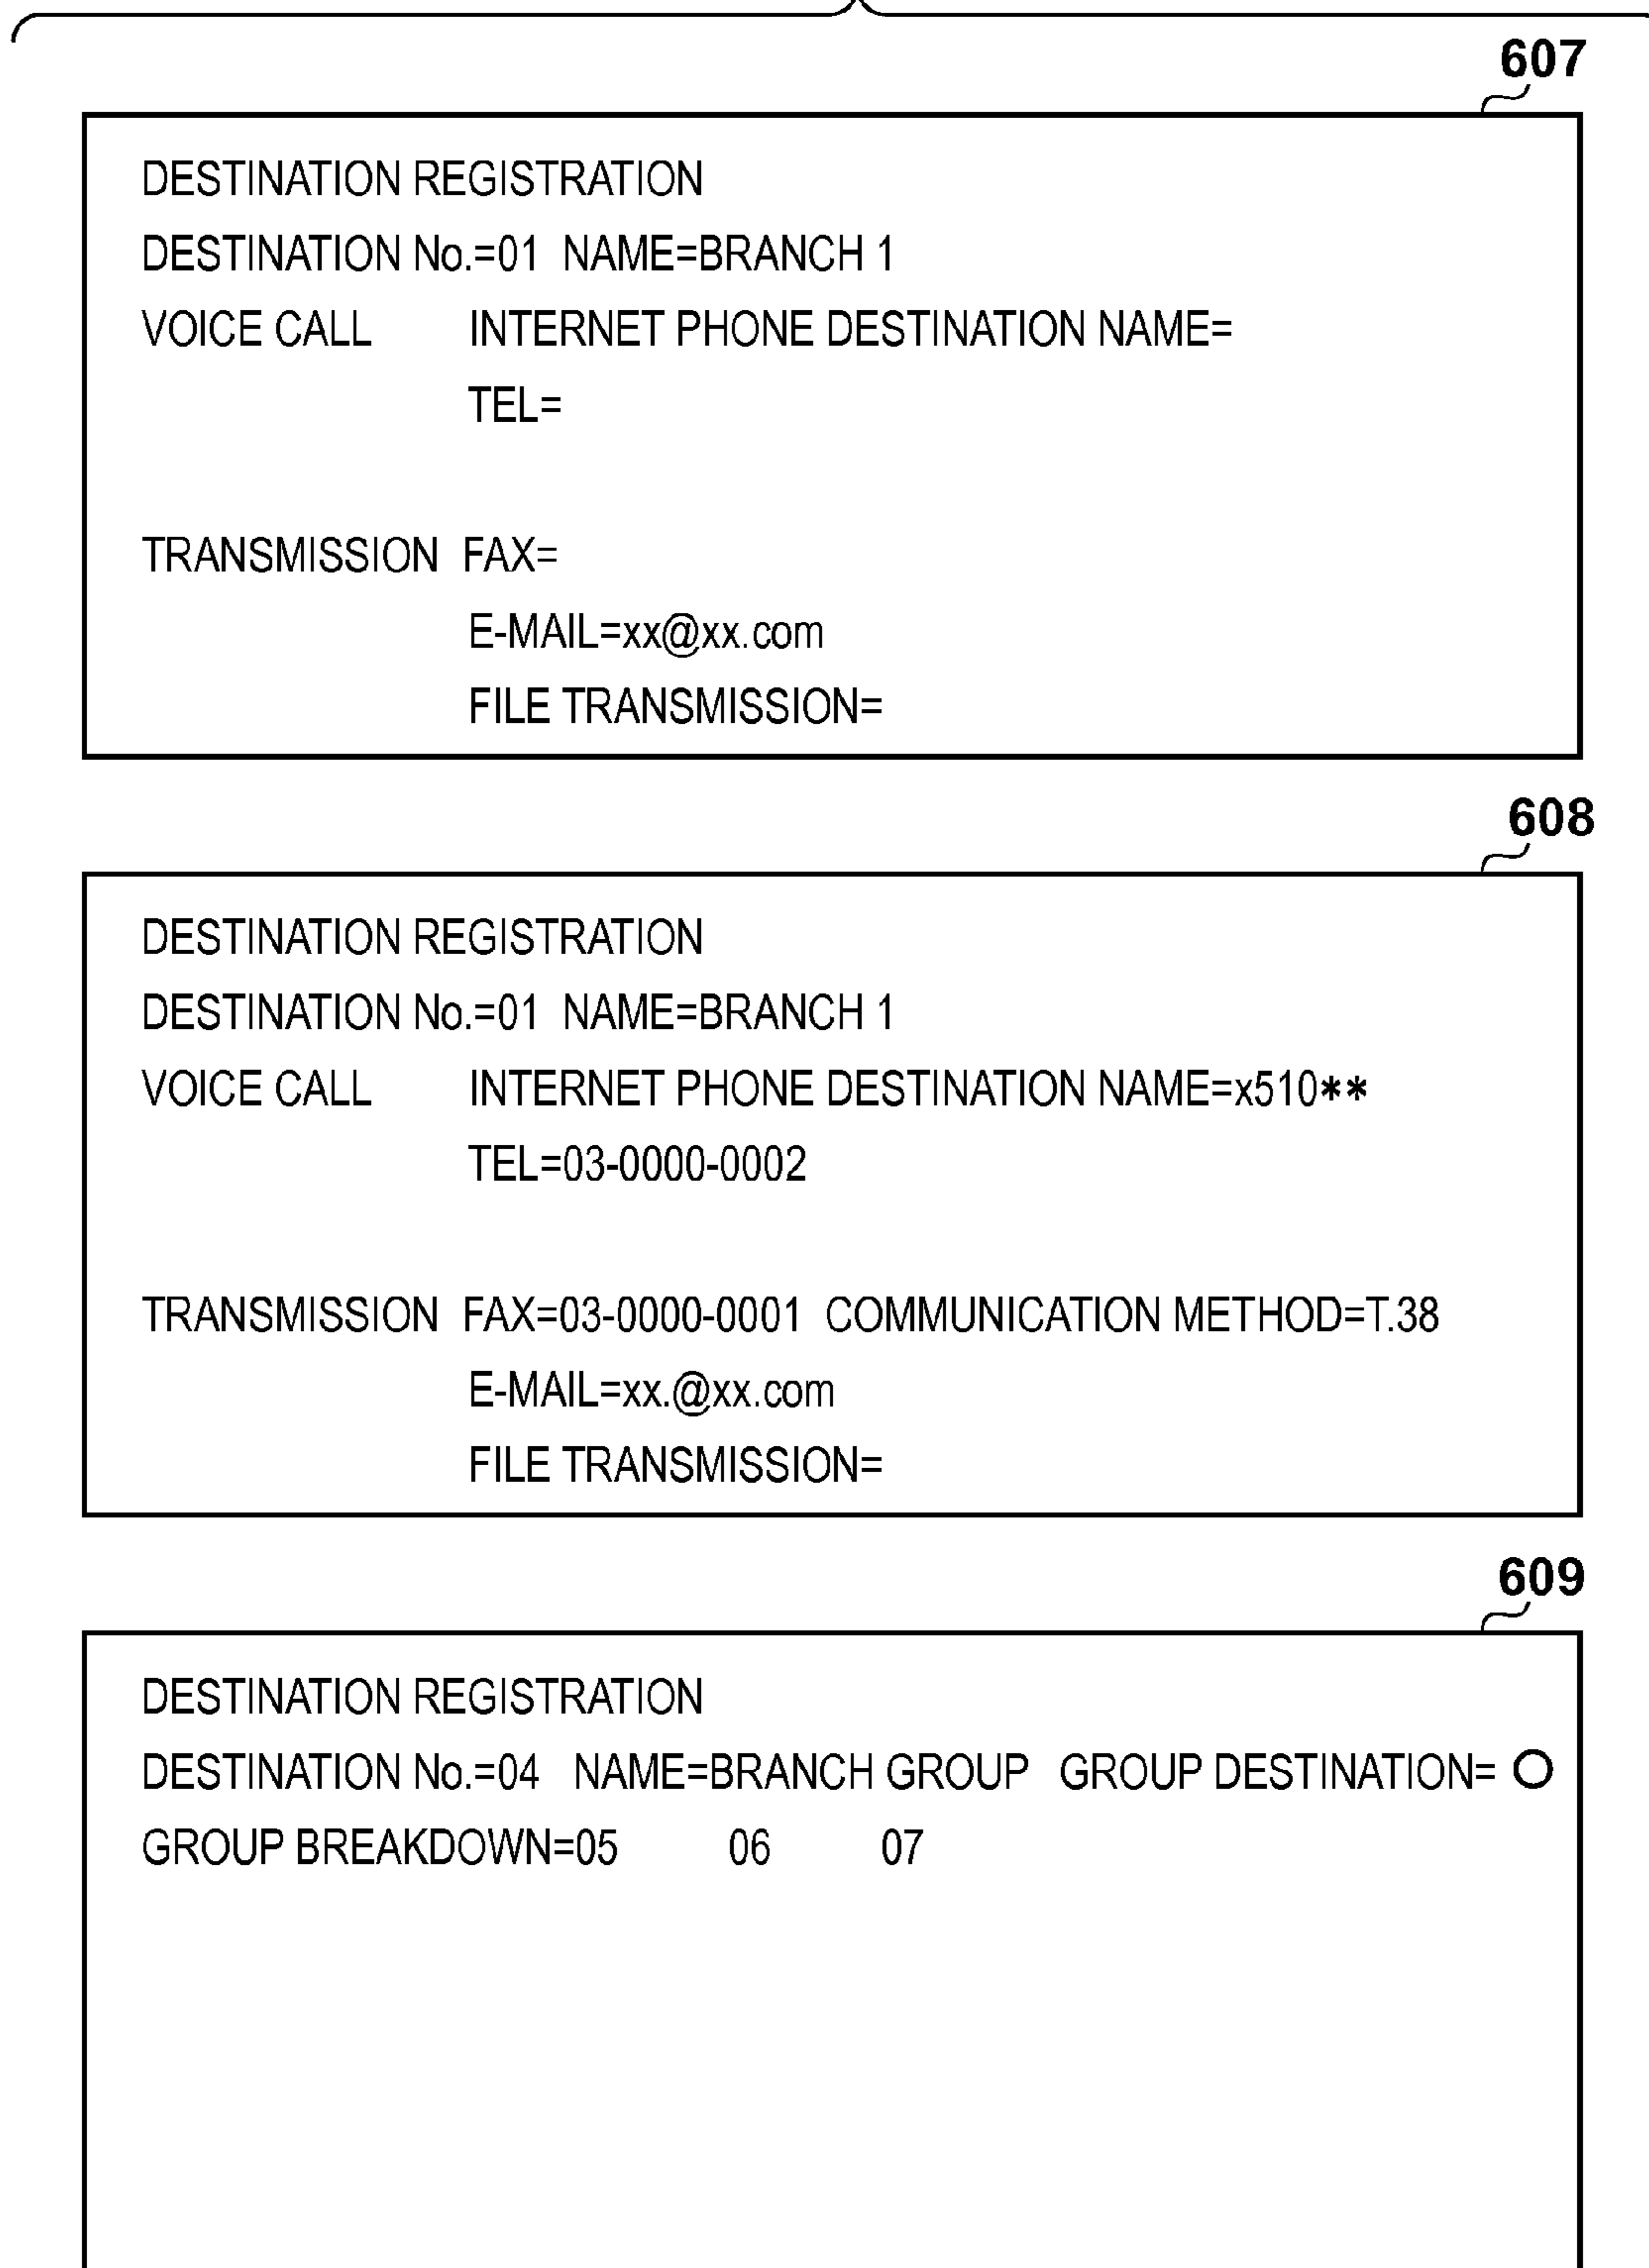 607
DESTINATION REGISTRATION
DESTINATION No.=01 NAME=BRANCH 1
VOICE CALL INTERNET PHONE DESTINATION NAME=
TEL=
TRANSMISSION FAX=
E-MAIL=xx@xx.com
FILE TRANSMISSION=
608
DESTINATION REGISTRATION
DESTINATION No.=01 NAME=BRANCH 1
VOICE CALL INTERNET PHONE DESTINATION NAME=x510**
TEL=03-0000-0002
TRANSMISSION FAX=03-0000-0001 COMMUNICATION METHOD=T.38
E-MAIL=xx.@xx.com
FILE TRANSMISSION=
609
DESTINATION REGISTRATION
DESTINATION No.=04 NAME=BRANCH GROUP GROUP DESTINATION= ○
GROUP BREAKDOWN=05 06 07